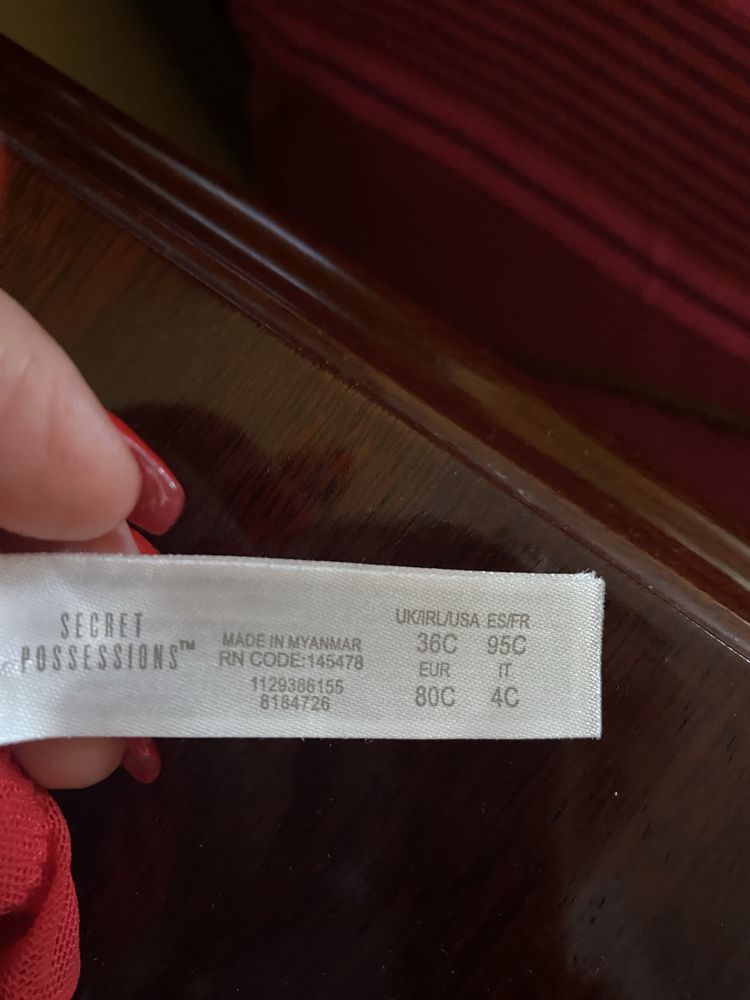 SECRET
POSSESSIONS™
MADE IN MYANMAR
RN CODE:145478
1129386155
8184726
UK/IRL/USA ES/FR
36C 95C
EUR IT
80C 4C